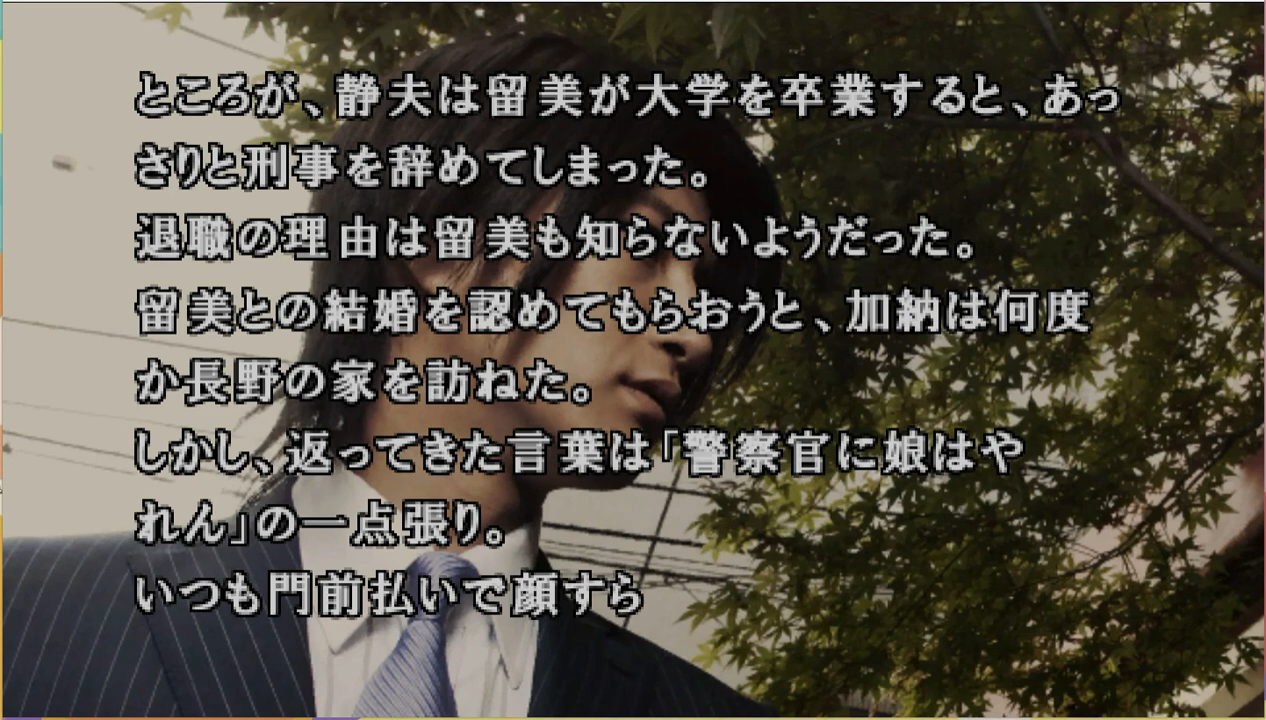 ところが、静夫は留美が大学を卒業すると、あっ
さりと刑事を辞めてしまった。
退職の理由は留美も知らないようだった。
留美との結婚を認めてもらおうと、加納は何度
か長野の家を訪ねた。
しかし、返ってきた言葉は「警察官に娘はや
れん」の一点張り。
いつも門前払いで顔すら